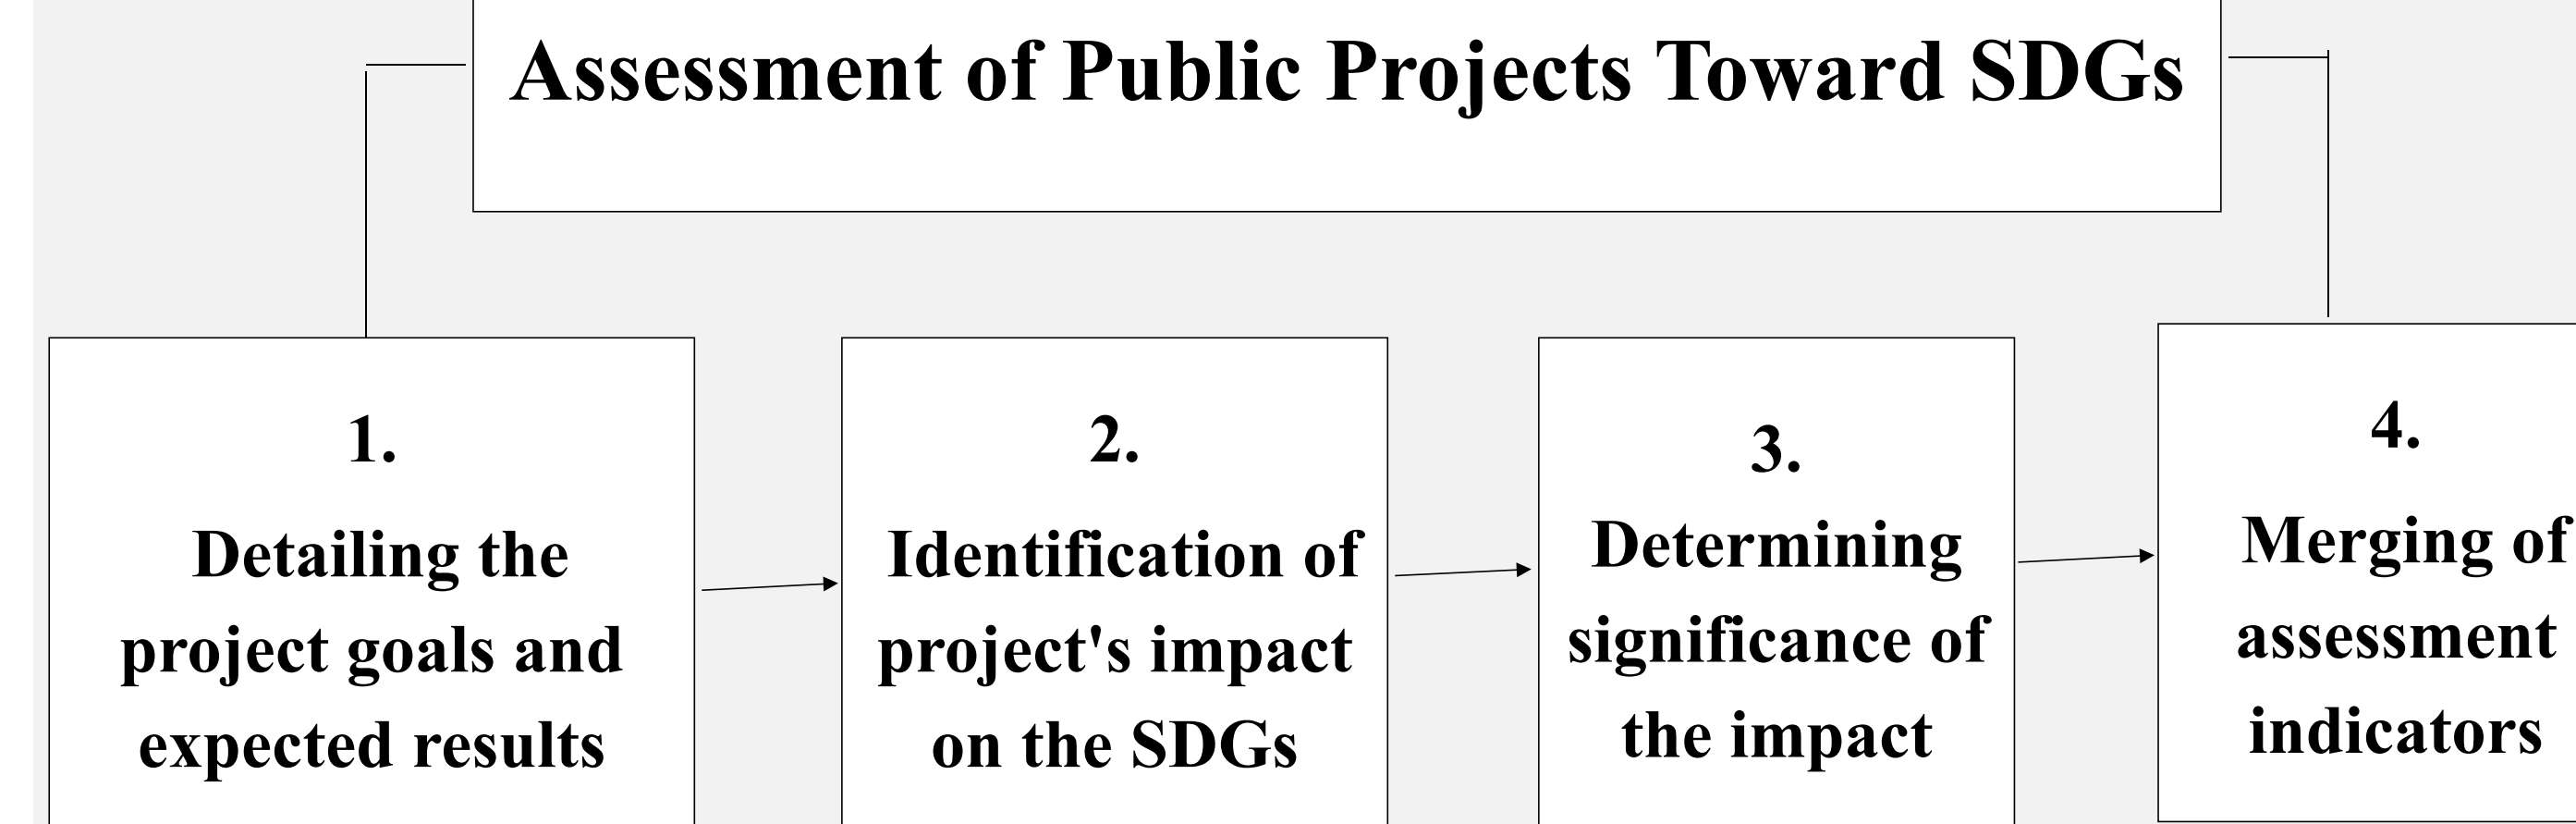 Assessment of Public Projects Toward SDGs
1.
Detailing the
project goals and
expected results
2.
Identification of
project's impact
on the SDGs
3.
Determining
significance of
the impact
4.
Merging of
assessment
indicators